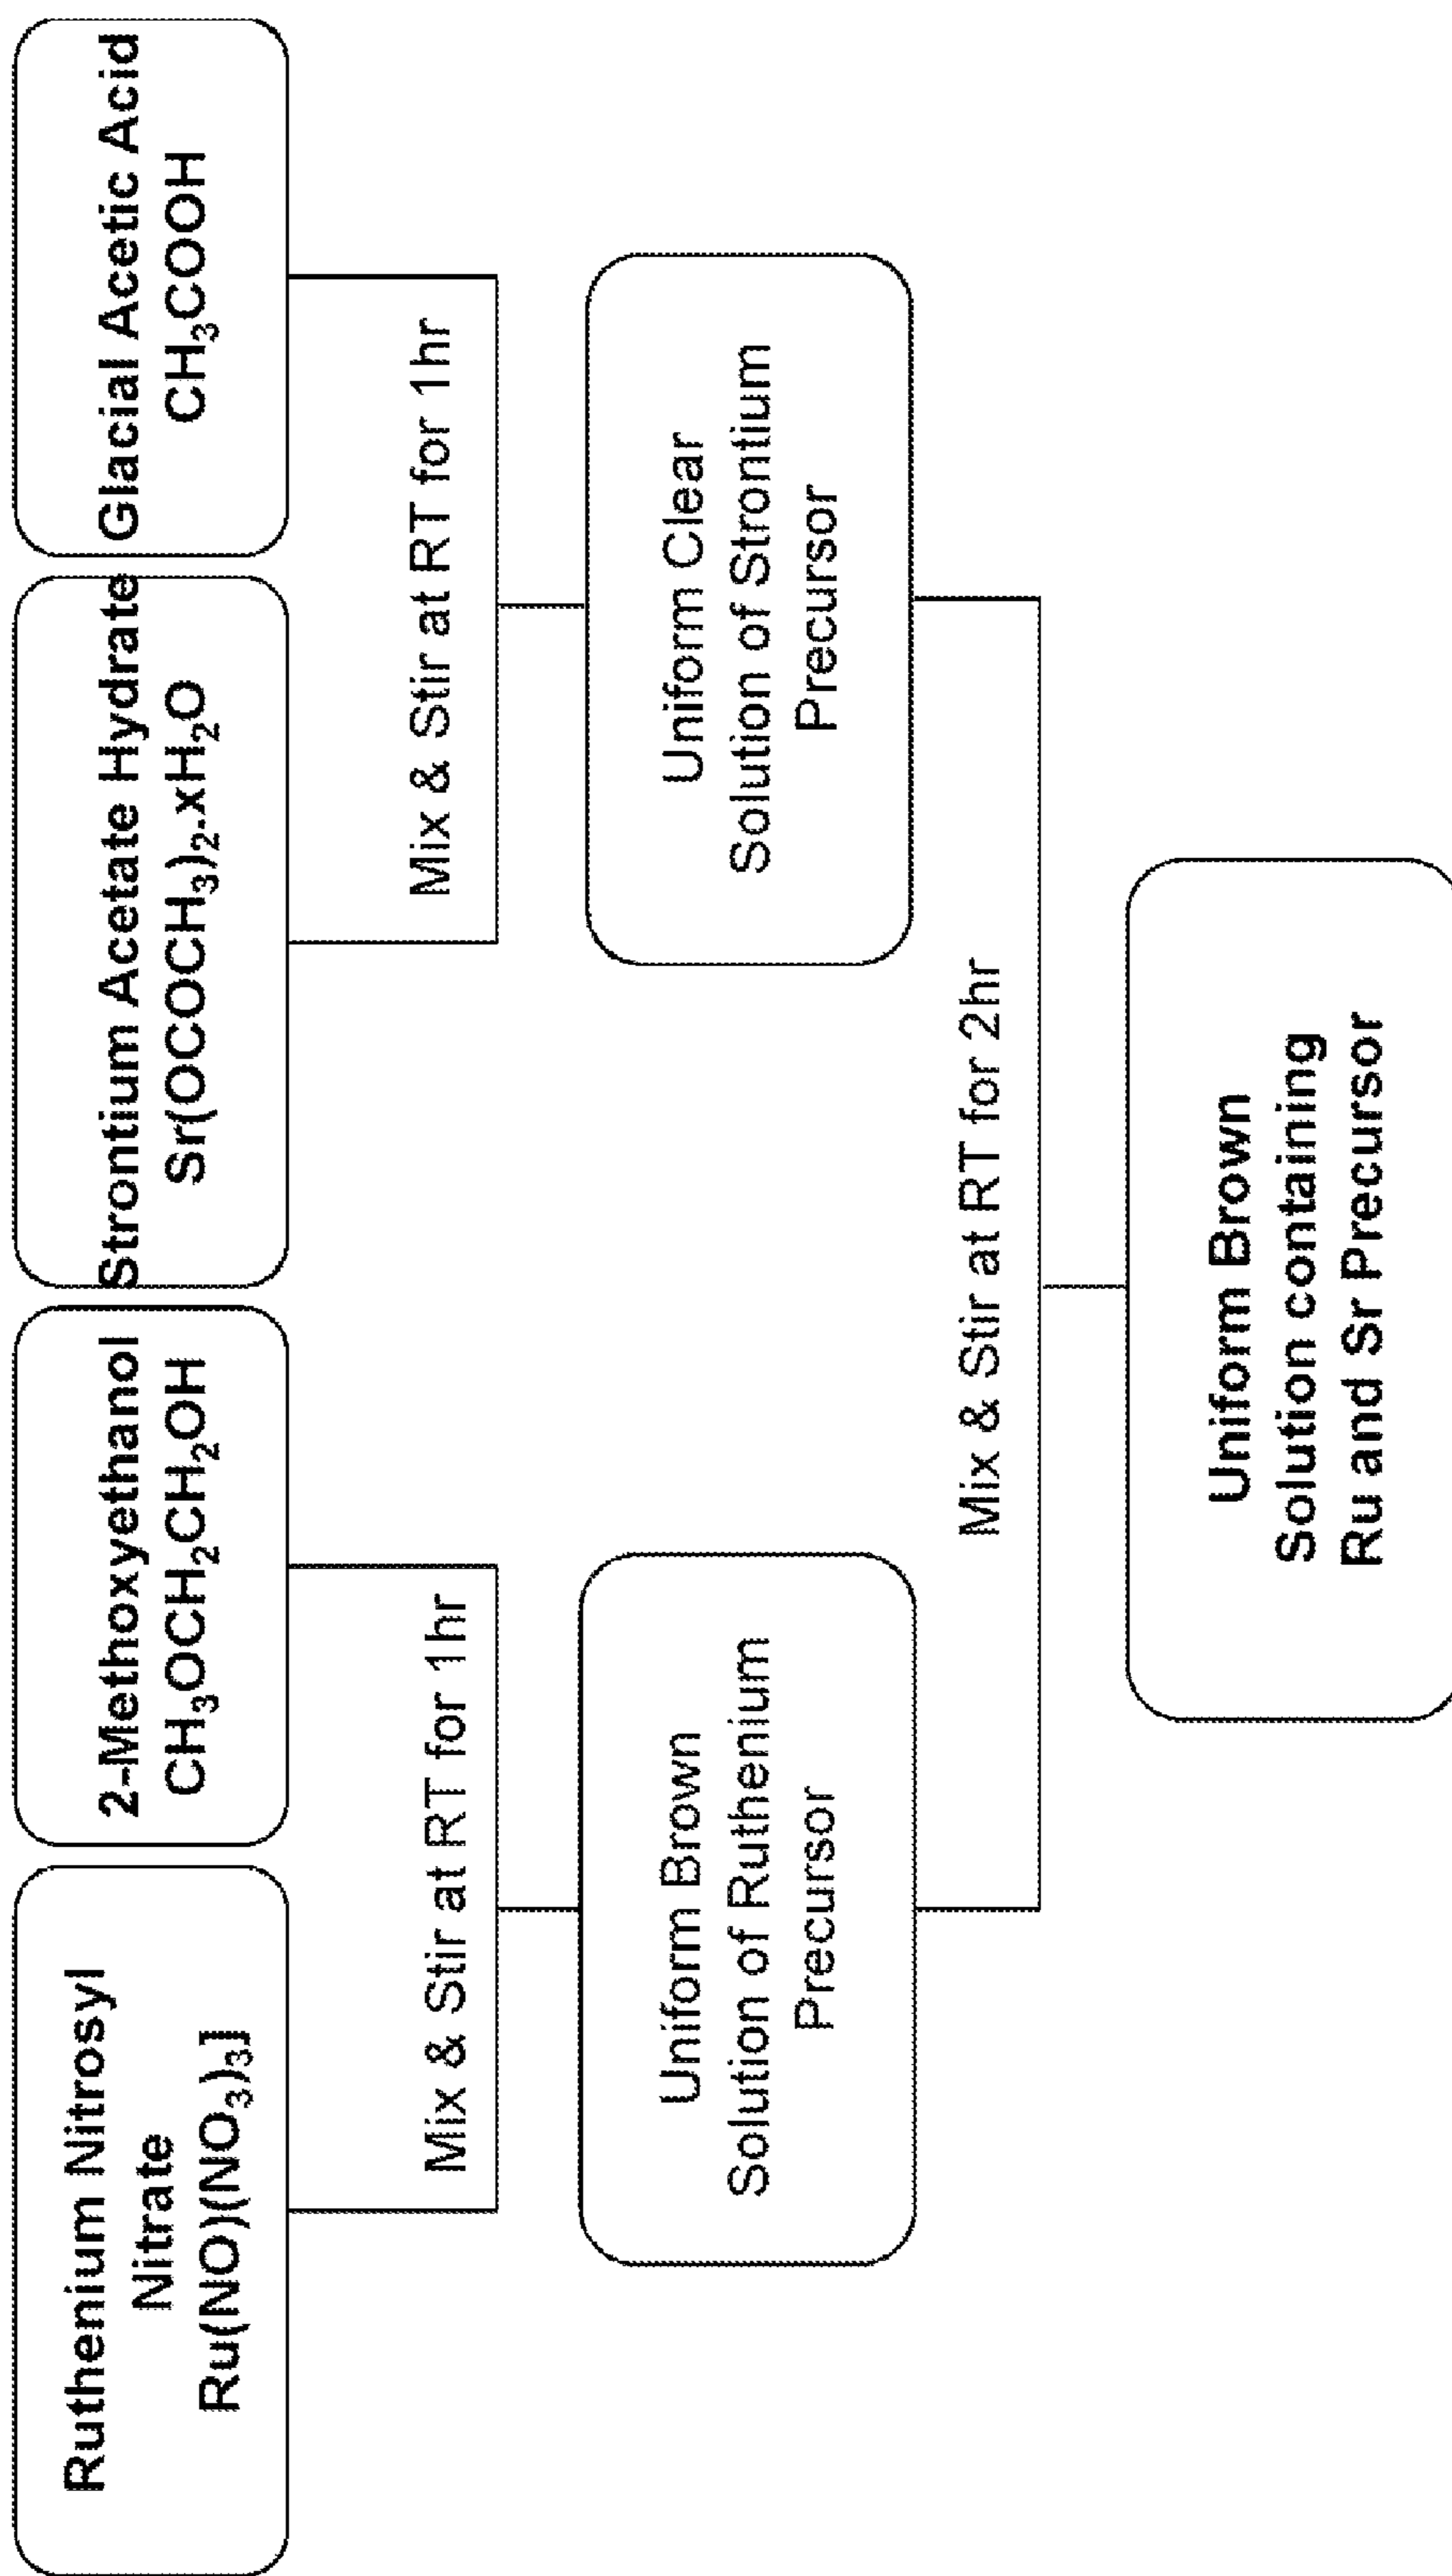 Ruthenium Nitrosyl
Nitrate
Ru(NO)(NO₃)₃]
2-Methoxyethanol
CH₃OCH₂CH₂OH
Strontium Acetate Hydrate
Sr(OCOCH₃)₂.xH₂O
Glacial Acetic Acid
CH₃COOH
Mix & Stir at RT for 1hr
Mix & Stir at RT for 1hr
Uniform Brown
Solution of Ruthenium
Precursor
Uniform Clear
Solution of Strontium
Precursor
Mix & Stir at RT for 2hr
Uniform Brown
Solution containing
Ru and Sr Precursor